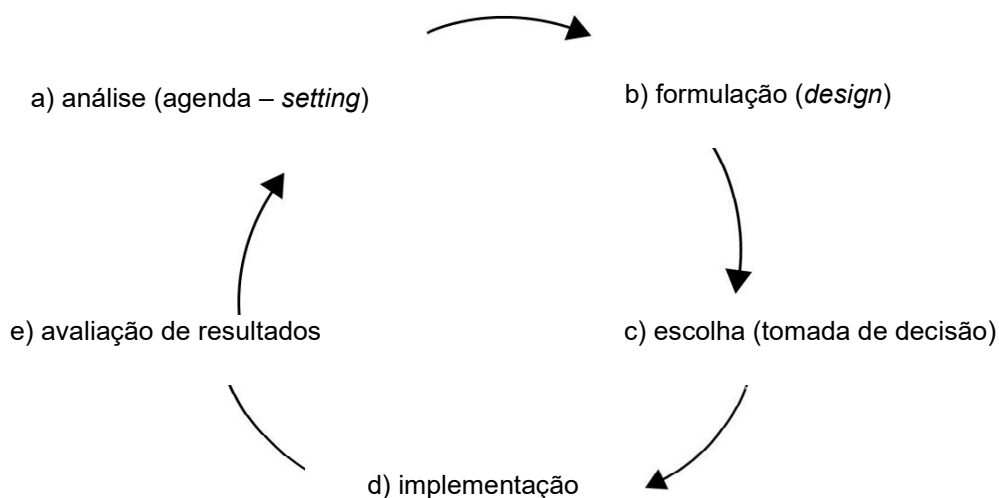 a) análise (agenda – setting)
b) formulação (design)
c) escolha (tomada de decisão)
d) implementação
e) avaliação de resultados